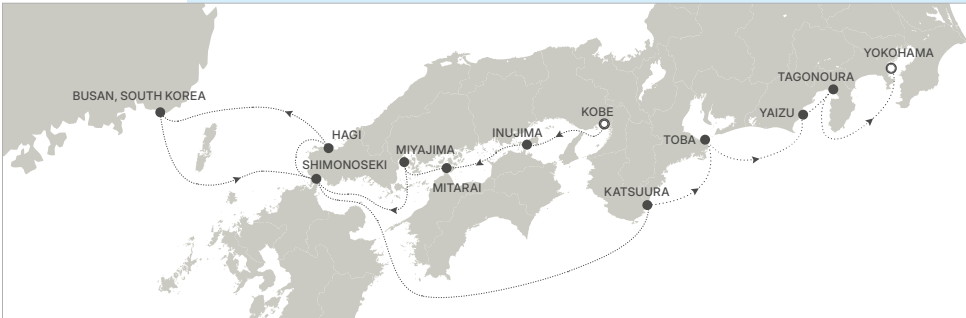 YOKOHAMA
TAGONOURA
BUSAN, SOUTH KOREA
KOBE
YAIZU
HAGI
INUJIMA
TOBA
MIYAJIMA
SHIMONOSEKI
MITARAI
KATSUURA